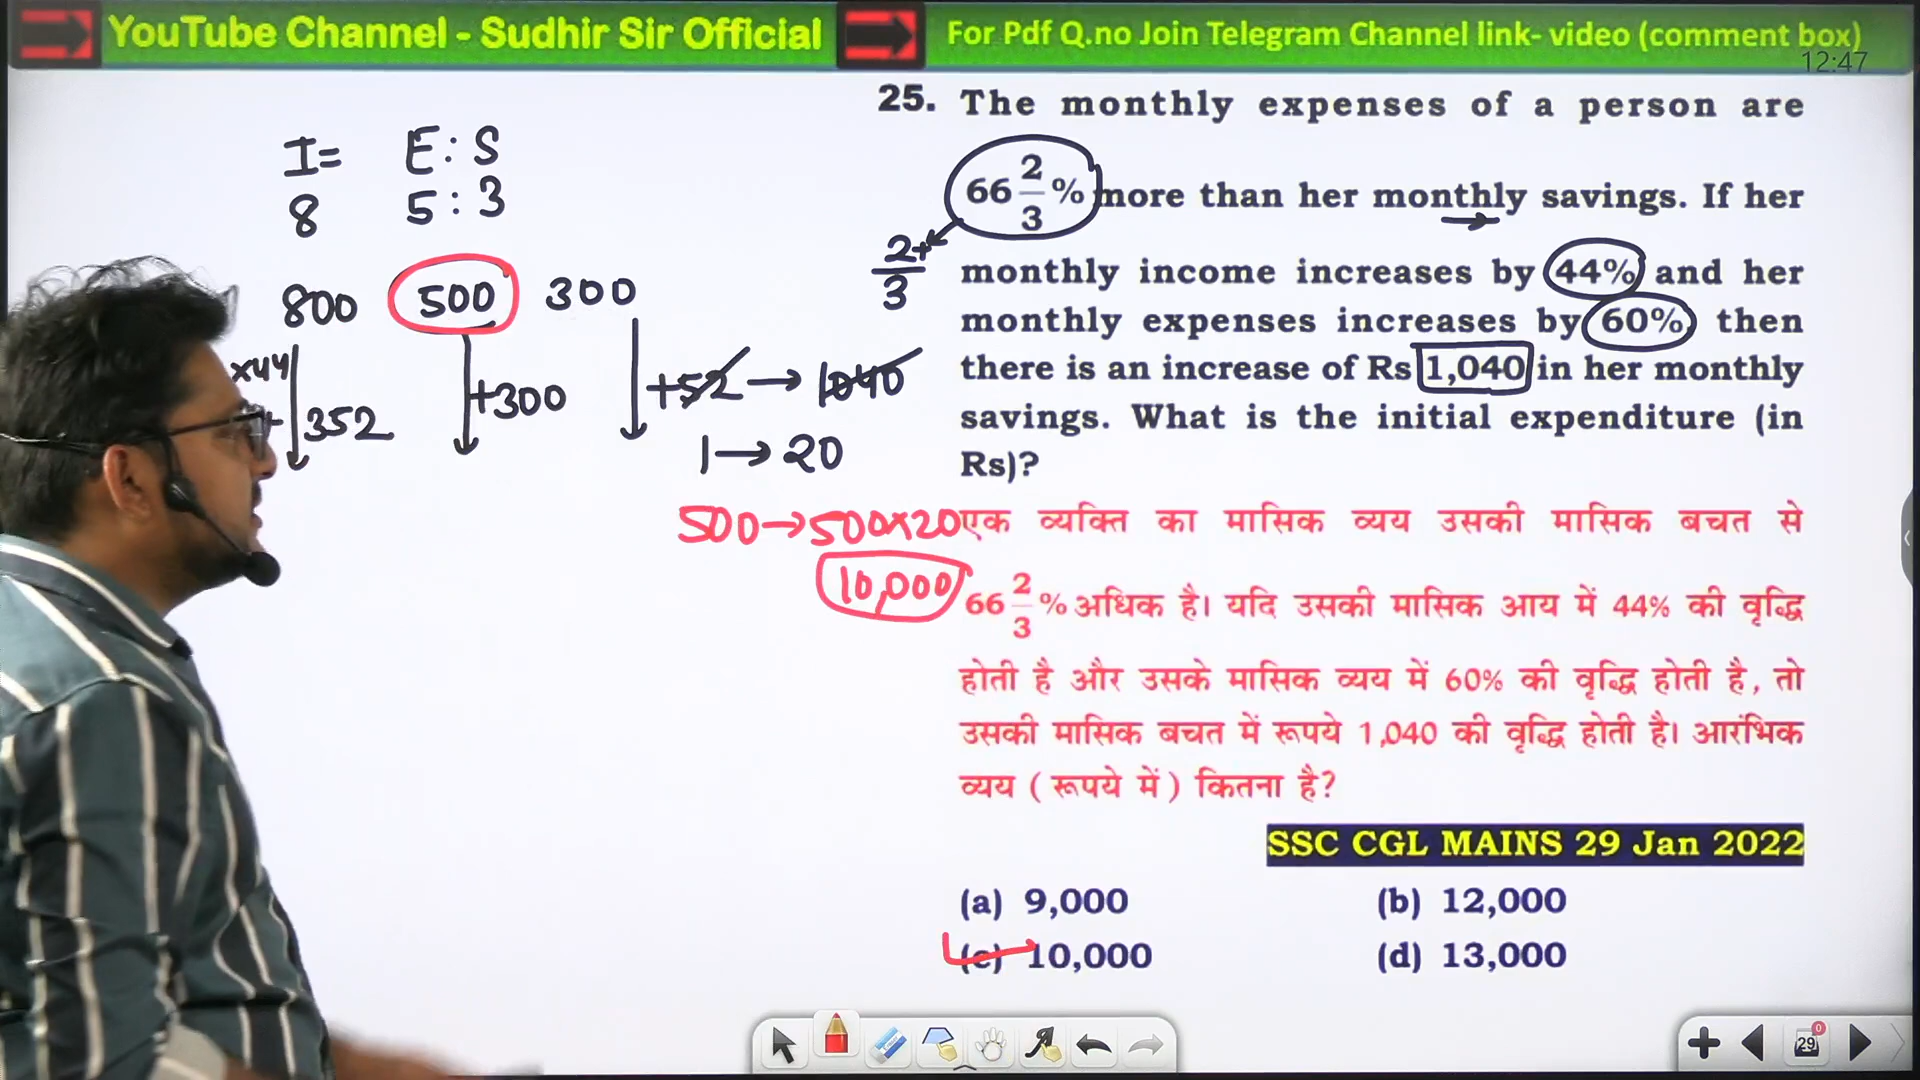 YouTube Channel - Sudhir Sir Official
For Pdf Q.no Join Telegram Channel link- video (comment box)
12:47
I= E : S
8 5 : 3
800 500 300
×44
352
+300
+52 → 1040
1 → 20
500 → 500×20
10,000
25. The monthly expenses of a person are
66 2/3 % more than her monthly savings. If her
2+
3
monthly income increases by 44% and her
monthly expenses increases by 60% then
there is an increase of Rs 1,040 in her monthly
savings. What is the initial expenditure (in
Rs)?
एक व्यक्ति का मासिक व्यय उसकी मासिक बचत से
66 2/3 % अधिक है। यदि उसकी मासिक आय में 44% की वृद्धि
होती है और उसके मासिक व्यय में 60% की वृद्धि होती है, तो
उसकी मासिक बचत में रूपये 1,040 की वृद्धि होती है। आरंभिक
व्यय ( रूपये में ) कितना है?
SSC CGL MAINS 29 Jan 2022
(a) 9,000 (b) 12,000
(c) 10,000 (d) 13,000
29
0